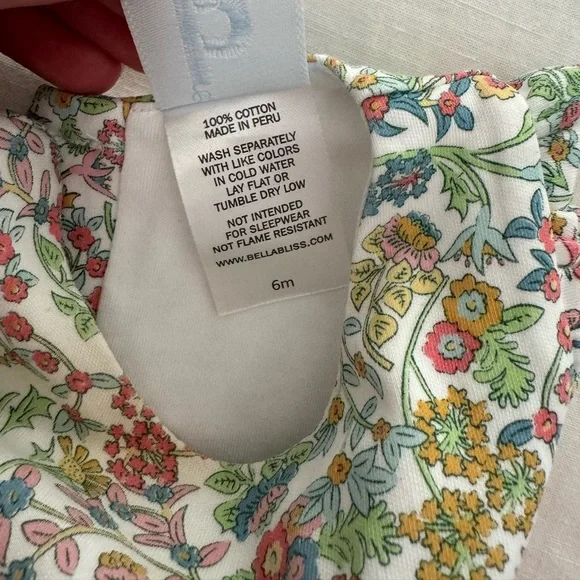 100% COTTON
MADE IN PERU
WASH SEPARATELY
WITH LIKE COLORS
IN COLD WATER
LAY FLAT OR
TUMBLE DRY LOW
NOT INTENDED
FOR SLEEPWEAR
NOT FLAME RESISTANT
WWW.BELLABLISS.COM
6m